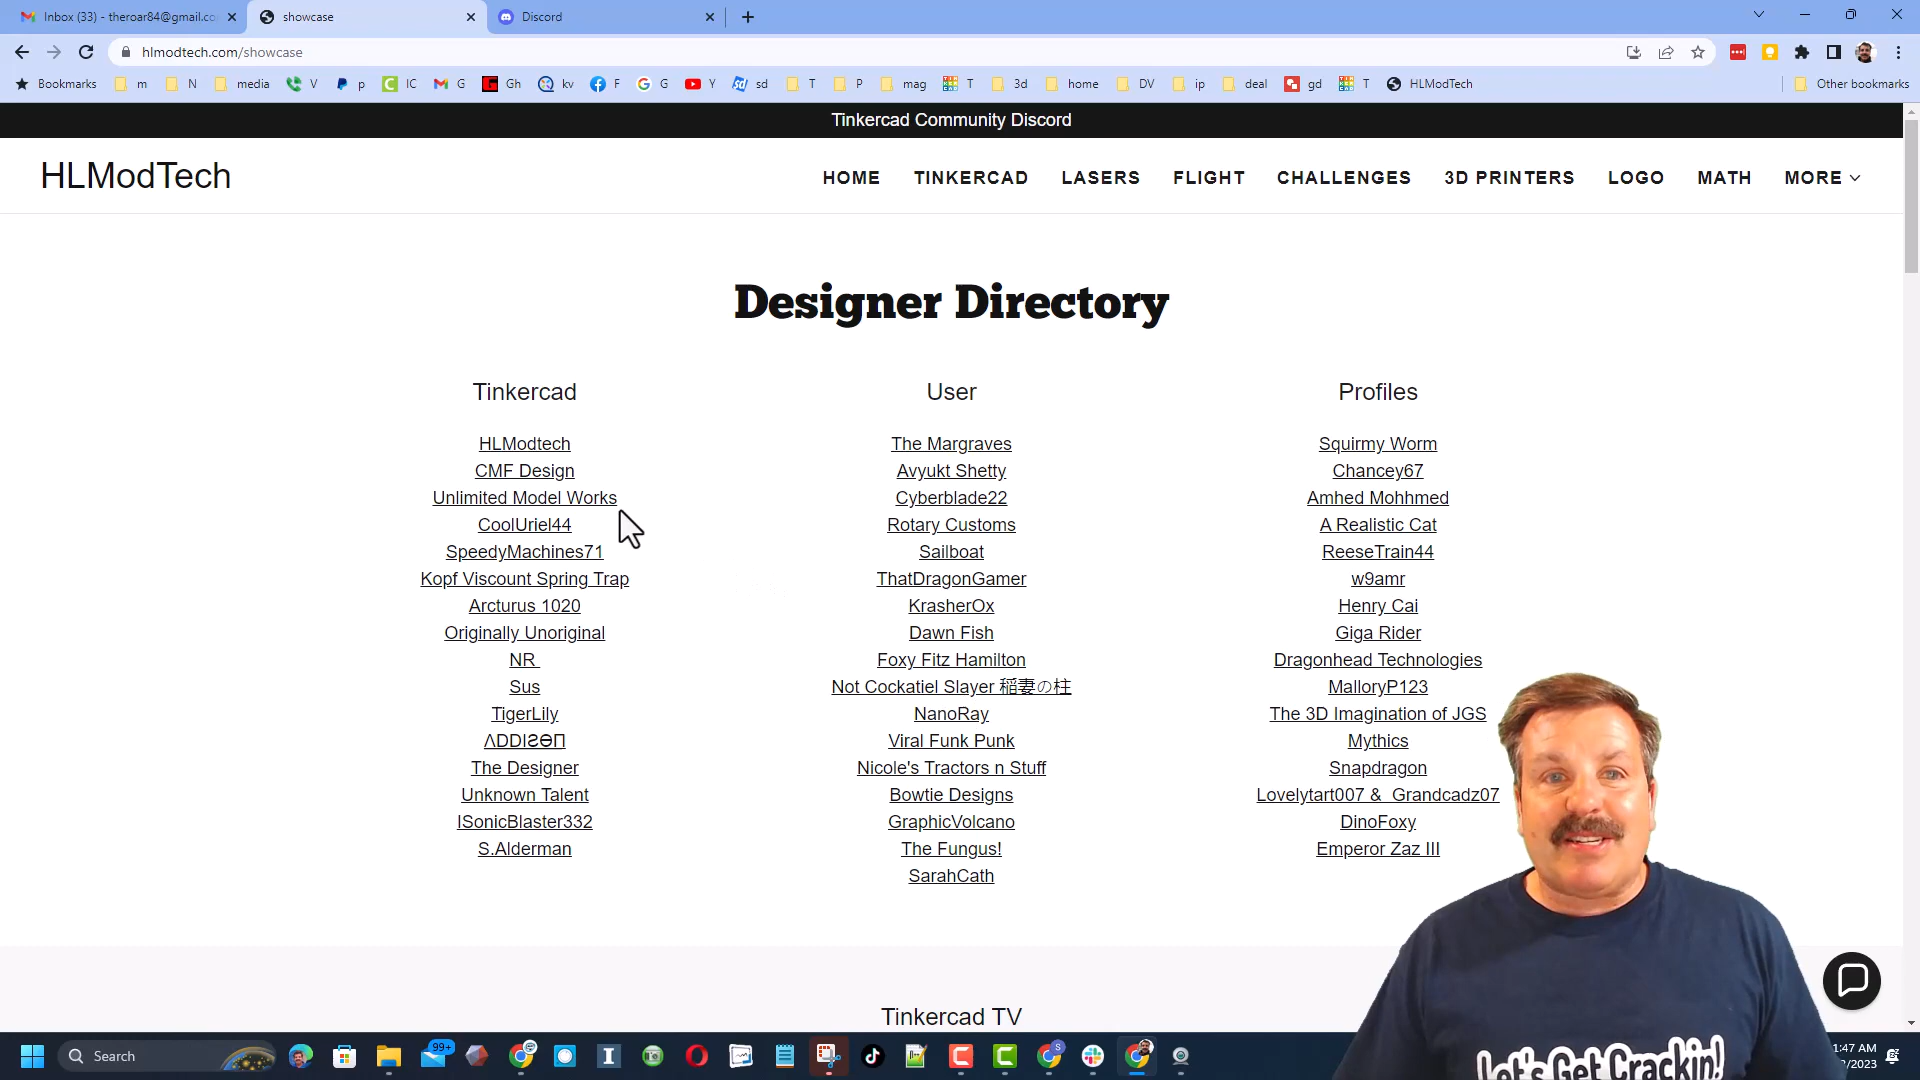 Inbox (33) - theroar84@gmail.co
showcase
Discord
hlmodtech.com/showcase
Bookmarks m N media V p IC G Gh kv F G Y sd T P mag T 3d home DV ip deal gd T HLModTech Other bookmarks
Tinkercad Community Discord
HLModTech
HOME TINKERCAD LASERS FLIGHT CHALLENGES 3D PRINTERS LOGO MATH MORE
Designer Directory
Tinkercad
HLModtech
CMF Design
Unlimited Model Works
CoolUriel44
SpeedyMachines71
Kopf Viscount Spring Trap
Arcturus 1020
Originally Unoriginal
NR
Sus
TigerLily
ΛDDIƧӨП
The Designer
Unknown Talent
ISonicBlaster332
S.Alderman
User
The Margraves
Avyukt Shetty
Cyberblade22
Rotary Customs
Sailboat
ThatDragonGamer
KrasherOx
Dawn Fish
Foxy Fitz Hamilton
Not Cockatiel Slayer 稲妻の柱
NanoRay
Viral Funk Punk
Nicole's Tractors n Stuff
Bowtie Designs
GraphicVolcano
The Fungus!
SarahCath
Profiles
Squirmy Worm
Chancey67
Amhed Mohhmed
A Realistic Cat
ReeseTrain44
w9amr
Henry Cai
Giga Rider
Dragonhead Technologies
MalloryP123
The 3D Imagination of JGS
Mythics
Snapdragon
Lovelytart007 & Grandcadz07
DinoFoxy
Emperor Zaz III
Tinkercad TV
Let's Get Crackin!
Search
99+
1:47 AM
/2023